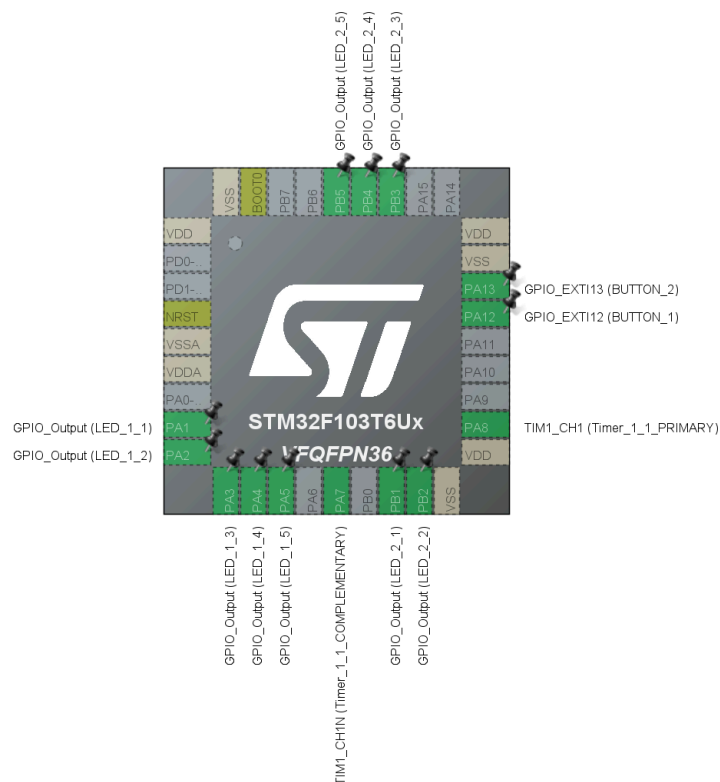 GPIO_Output (LED_2_5)
GPIO_Output (LED_2_4)
GPIO_Output (LED_2_3)
VSS
BOOT0
PB7
PB6
PB5
PB4
PB3
PA15
PA14
VDD
PD0-..
PD1-..
NRST
VSSA
VDDA
PA0-..
GPIO_Output (LED_1_1) PA1
GPIO_Output (LED_1_2) PA2
ST
STM32F103T6Ux
VFQFPN36
VDD
VSS
PA13 GPIO_EXTI13 (BUTTON_2)
PA12 GPIO_EXTI12 (BUTTON_1)
PA11
PA10
PA9
PA8 TIM1_CH1 (Timer_1_1_PRIMARY)
VDD
PA3
PA4
PA5
PA6
PA7
PB0
PB1
PB2
VSS
GPIO_Output (LED_1_3)
GPIO_Output (LED_1_4)
GPIO_Output (LED_1_5)
TIM1_CH1N (Timer_1_1_COMPLEMENTARY)
GPIO_Output (LED_2_1)
GPIO_Output (LED_2_2)